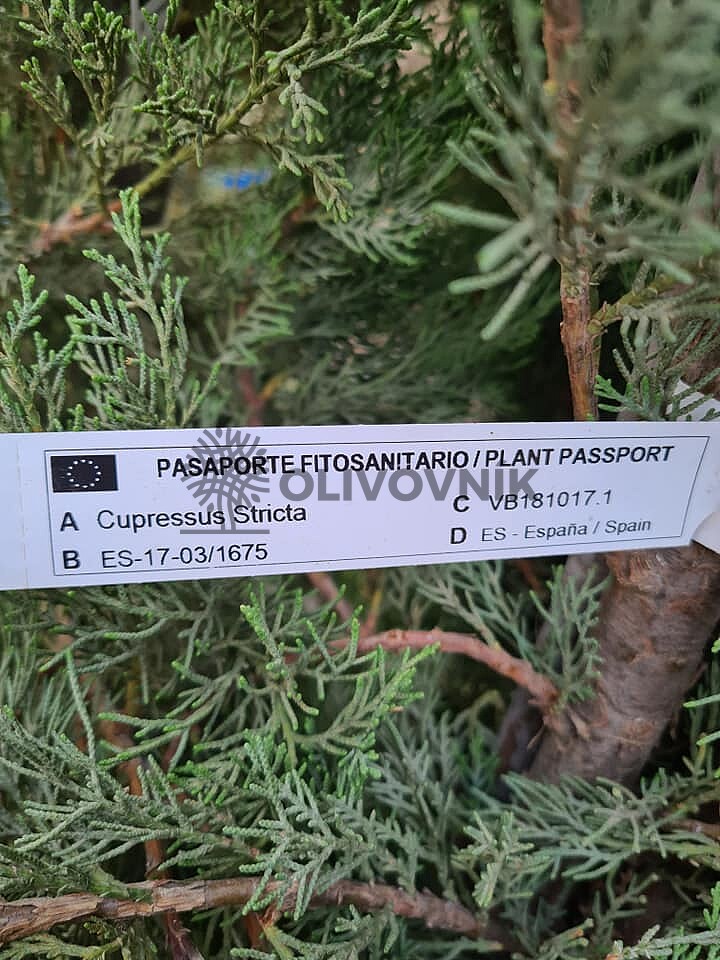 PASAPORTE FITOSANITARIO / PLANT PASSPORT
OLIVOVNIK
A Cupressus Stricta
C VB181017.1
B ES-17-03/1675
D ES - España / Spain